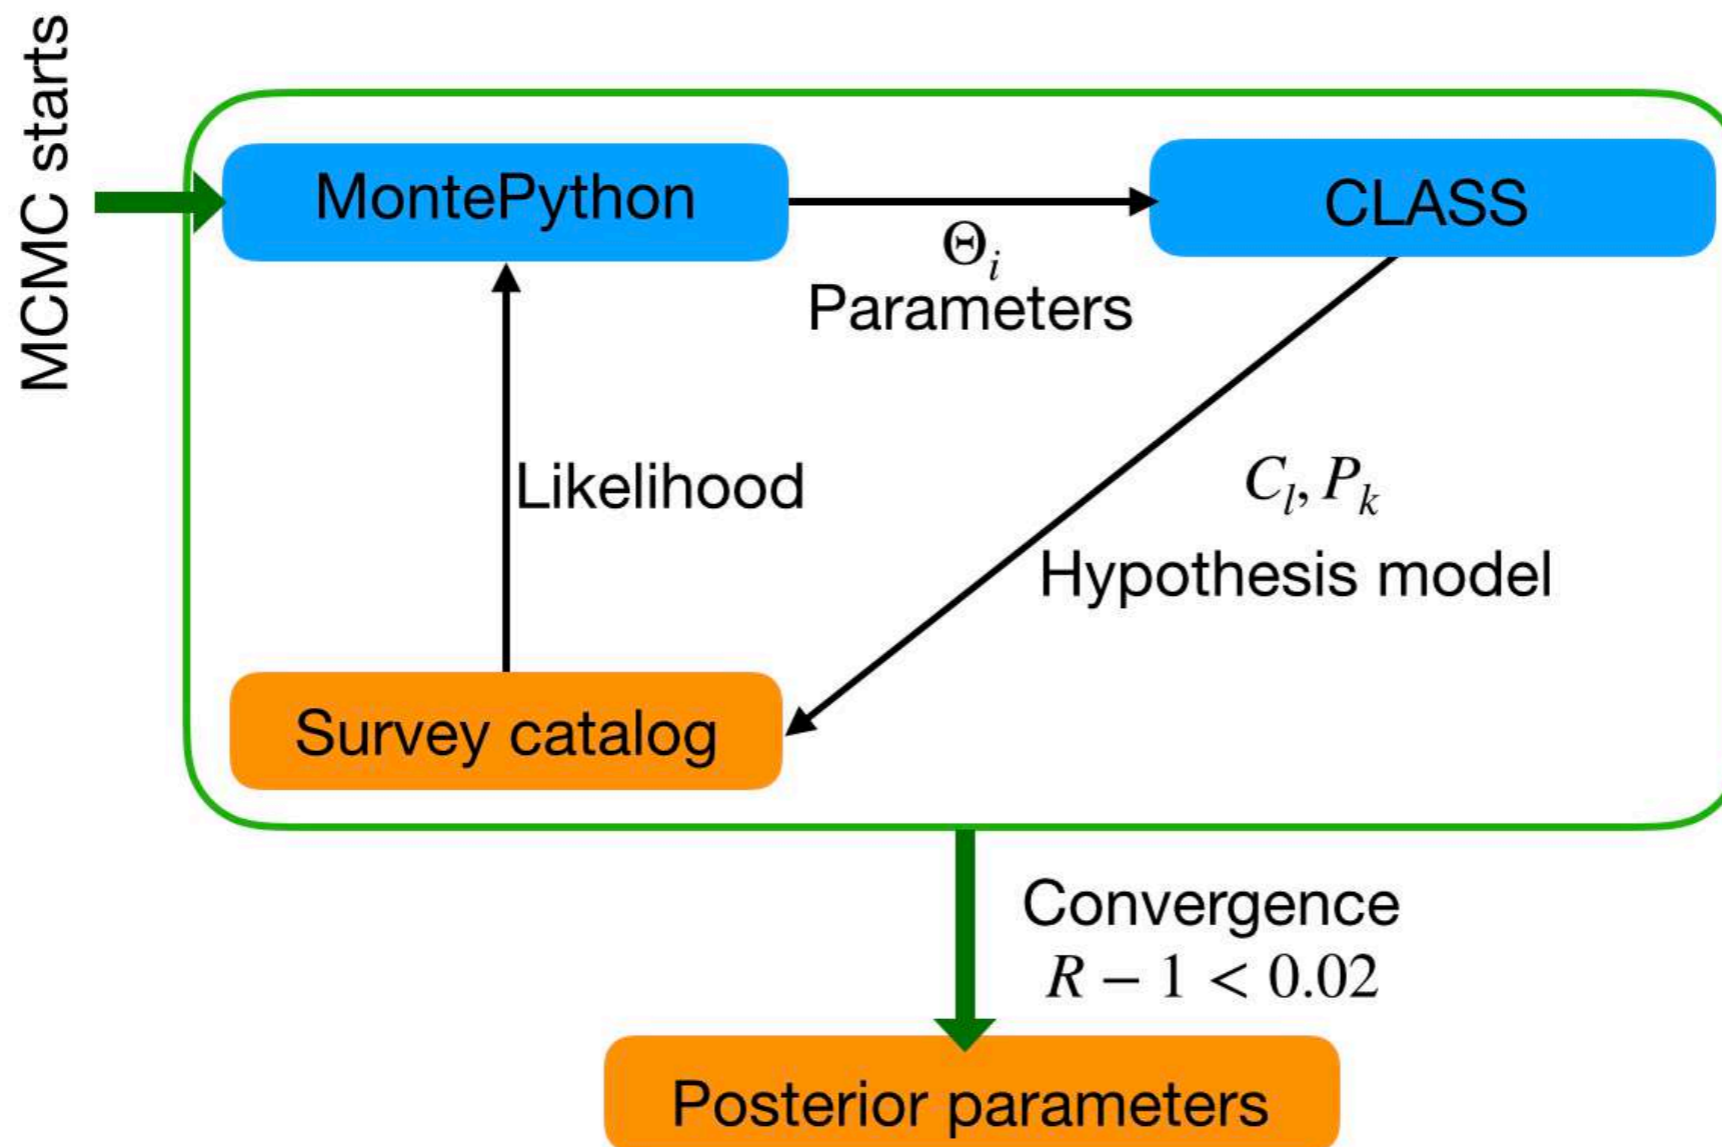 MCMC starts
MontePython
CLASS
Θ_i
Parameters
Likelihood
C_l, P_k
Hypothesis model
Survey catalog
Convergence
R − 1 < 0.02
Posterior parameters